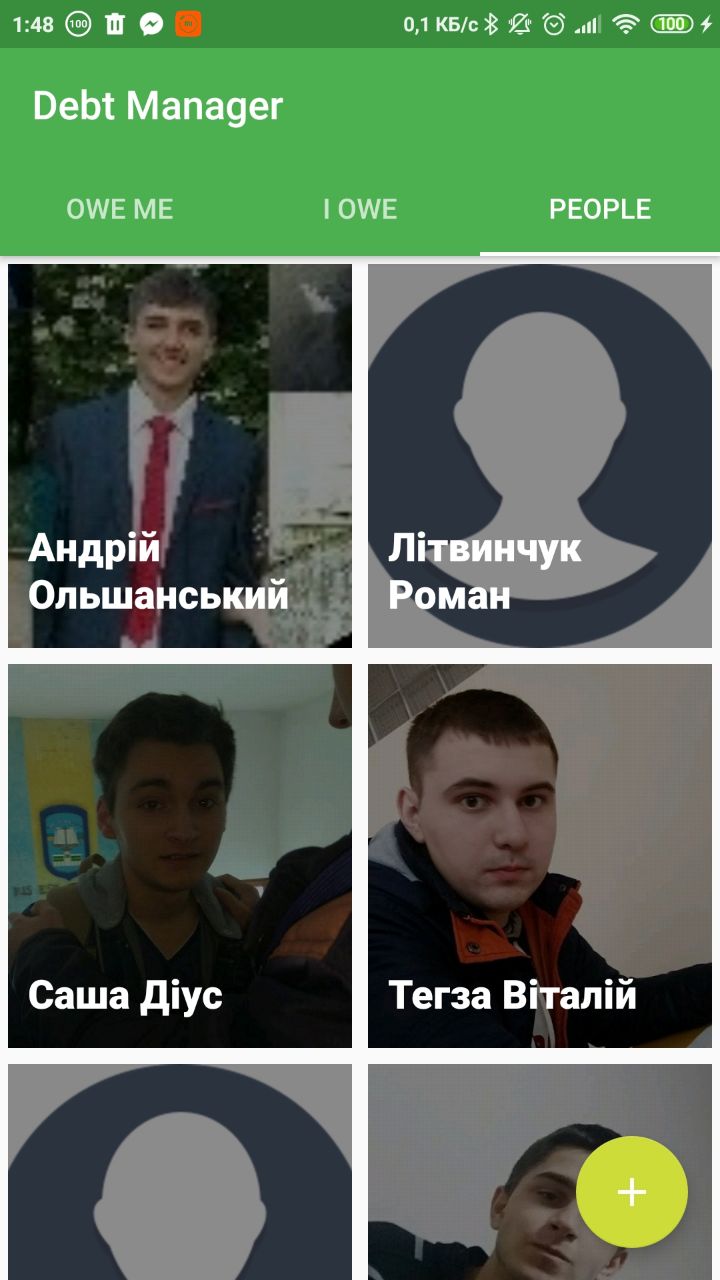 1:48 100 0,1 КБ/с 100
Debt Manager
OWE ME I OWE PEOPLE
Андрій
Ольшанський
Літвинчук
Роман
Саша Діус
Тегза Віталій
+